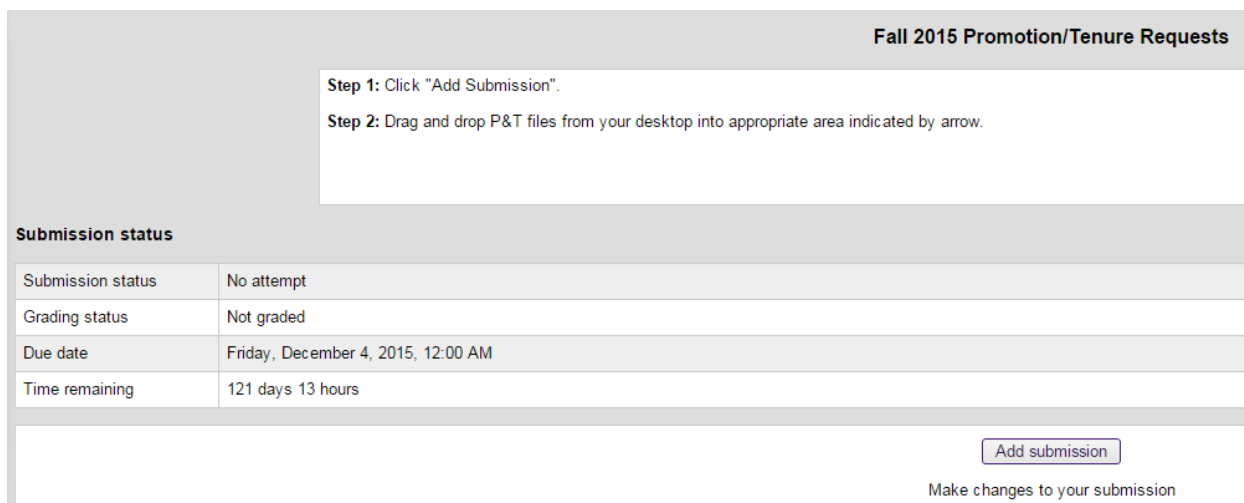 Fall 2015 Promotion/Tenure Requests
Step 1: Click "Add Submission".
Step 2: Drag and drop P&T files from your desktop into appropriate area indicated by arrow.
Submission status
Submission status No attempt
Grading status Not graded
Due date Friday, December 4, 2015, 12:00 AM
Time remaining 121 days 13 hours
Add submission
Make changes to your submission